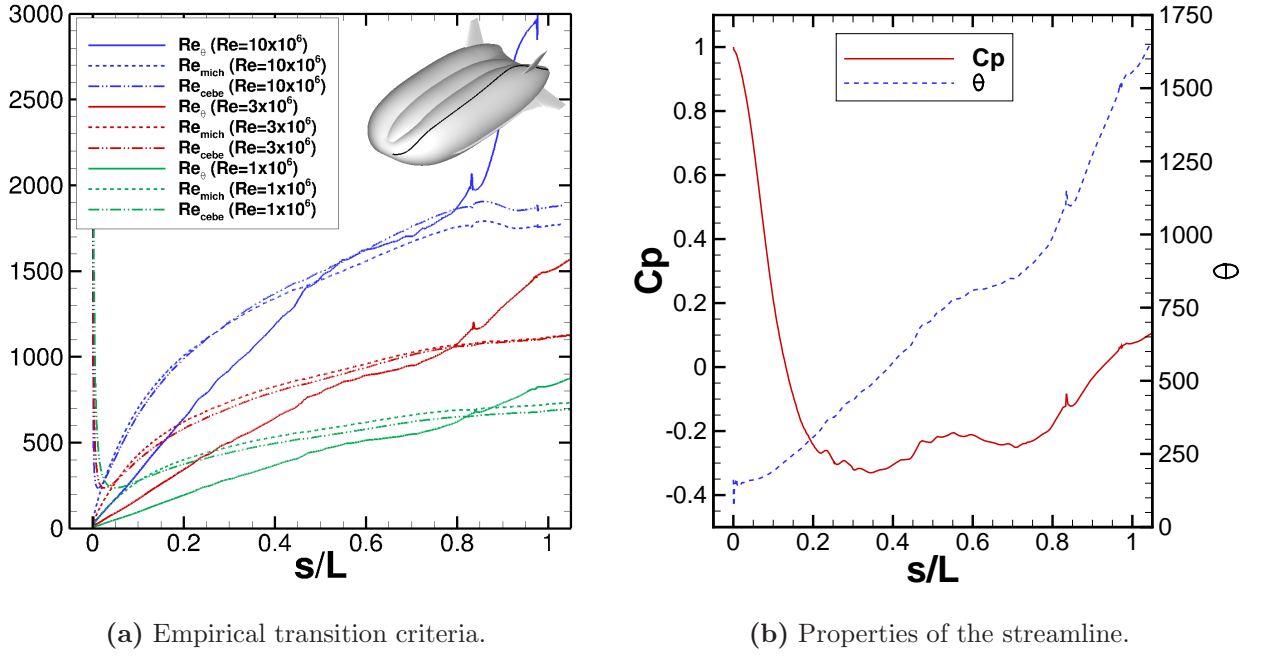 3000
2500
2000
1500
1000
500
0
Reθ (Re=10x10⁶)
Remich (Re=10x10⁶)
Recebe (Re=10x10⁶)
Reθ (Re=3x10⁶)
Remich (Re=3x10⁶)
Recebe (Re=3x10⁶)
Reθ (Re=1x10⁶)
Remich (Re=1x10⁶)
Recebe (Re=1x10⁶)
0 0.2 0.4 0.6 0.8 1
s/L
(a) Empirical transition criteria.
Cp
1
0.8
0.6
0.4
0.2
0
-0.2
-0.4
Cp
θ
1750
1500
1250
1000
750
500
250
0
Θ
0 0.2 0.4 0.6 0.8 1
s/L
(b) Properties of the streamline.